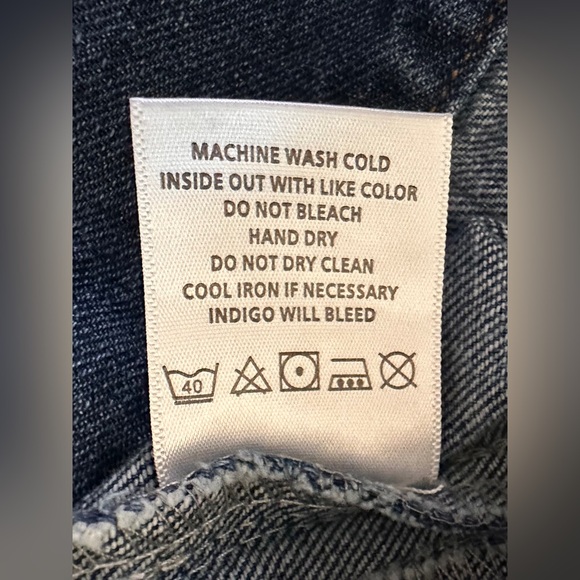 MACHINE WASH COLD
INSIDE OUT WITH LIKE COLOR
DO NOT BLEACH
HAND DRY
DO NOT DRY CLEAN
COOL IRON IF NECESSARY
INDIGO WILL BLEED
40